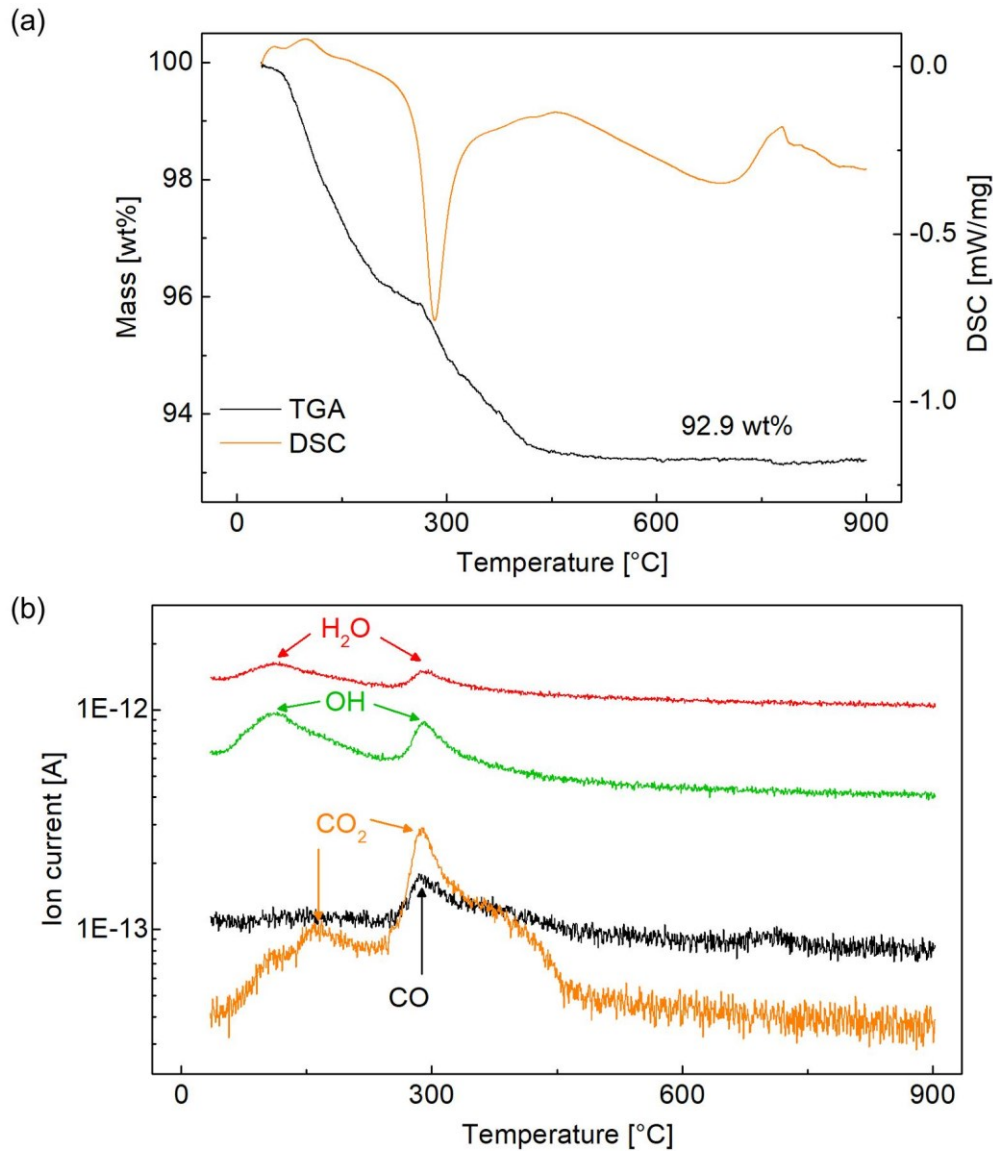 (a)
100
98
96
94
Mass [wt%]
0.0
-0.5
-1.0
DSC [mW/mg]
TGA
DSC
92.9 wt%
0
300
600
900
Temperature [°C]
(b)
H₂O
OH
CO₂
CO
1E-12
1E-13
Ion current [A]
0
300
600
900
Temperature [°C]